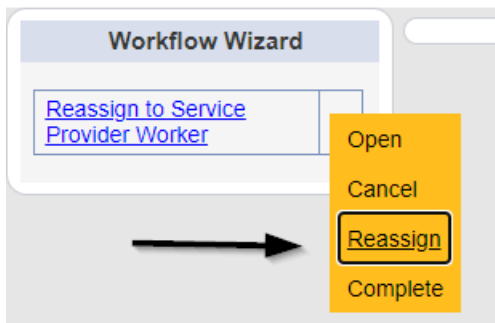 Workflow Wizard
Reassign to Service
Provider Worker
Open
Cancel
Reassign
Complete